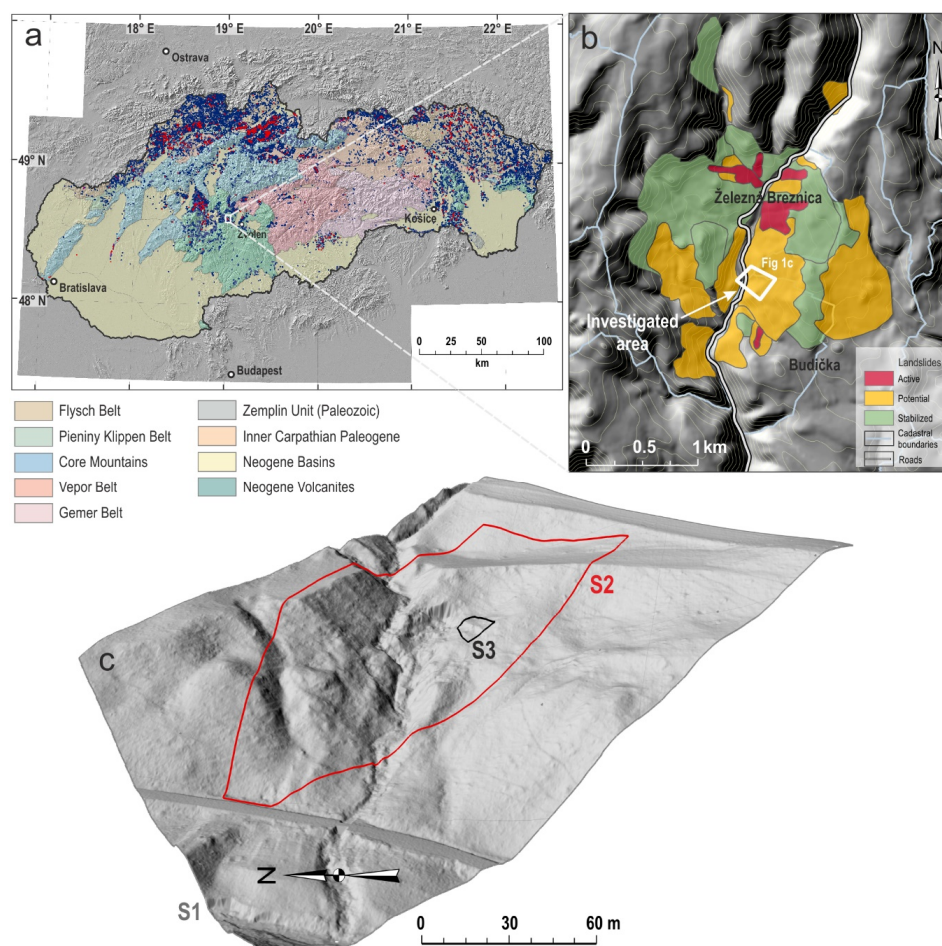 a
18° E
19° E
20° E
21° E
22° E
Ostrava
49° N
Košice
Zvolen
Bratislava
48° N
Budapest
0 50 100
km
b
N
Železná Breznica
Fig 1c
Investigated
area
Budička
0 0.5 1km
Landslides
Active
Potential
Stabilized
Cadastral
boundaries
Roads
Flysch Belt
Pieniny Klippen Belt
Core Mountains
Vepor Belt
Gemer Belt
Zemplin Unit (Paleozoic)
Inner Carpathian Paleogene
Neogene Basins
Neogene Volcanites
c
S2
S3
N
S1
0 30 60 m